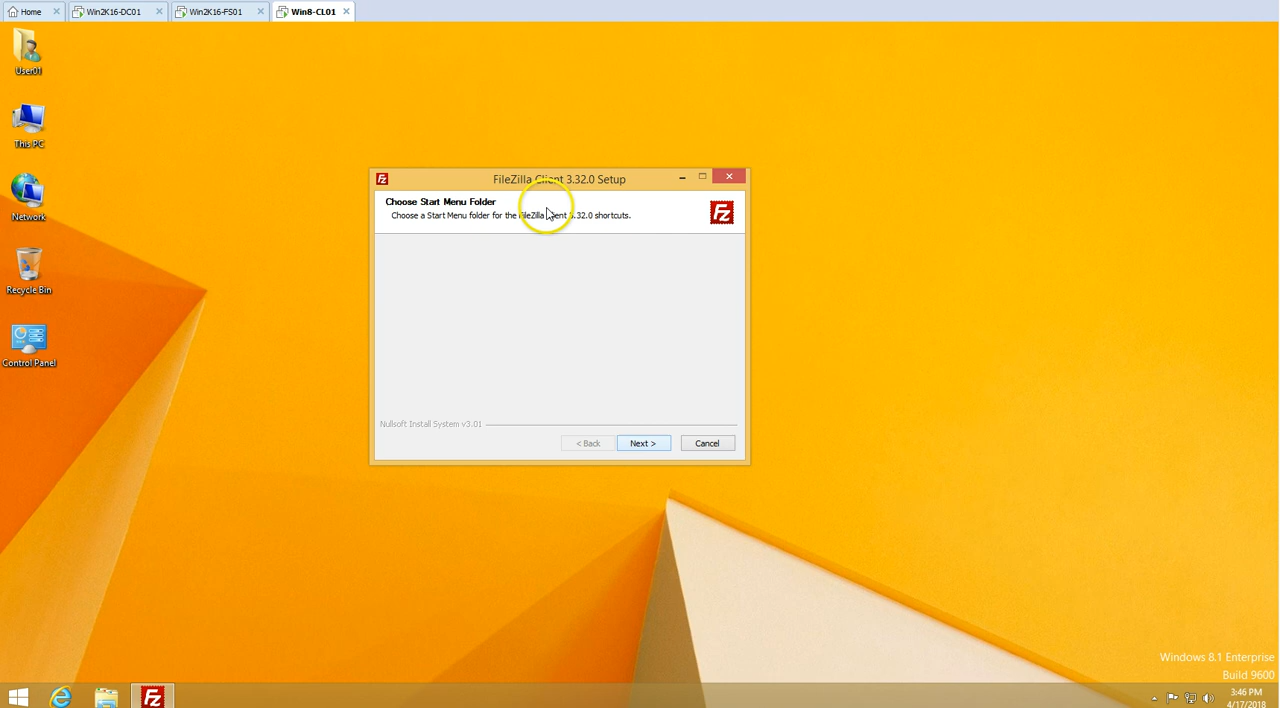 Home
Win2K16-DC01
Win2K16-FS01
Win8-CL01
User01
This PC
Network
Recycle Bin
Control Panel
FileZilla Client 3.32.0 Setup
Choose Start Menu Folder
Choose a Start Menu folder for the FileZilla Client 3.32.0 shortcuts.
Nullsoft Install System v3.01
< Back
Next >
Cancel
Windows 8.1 Enterprise
Build 9600
3:46 PM
4/17/2018